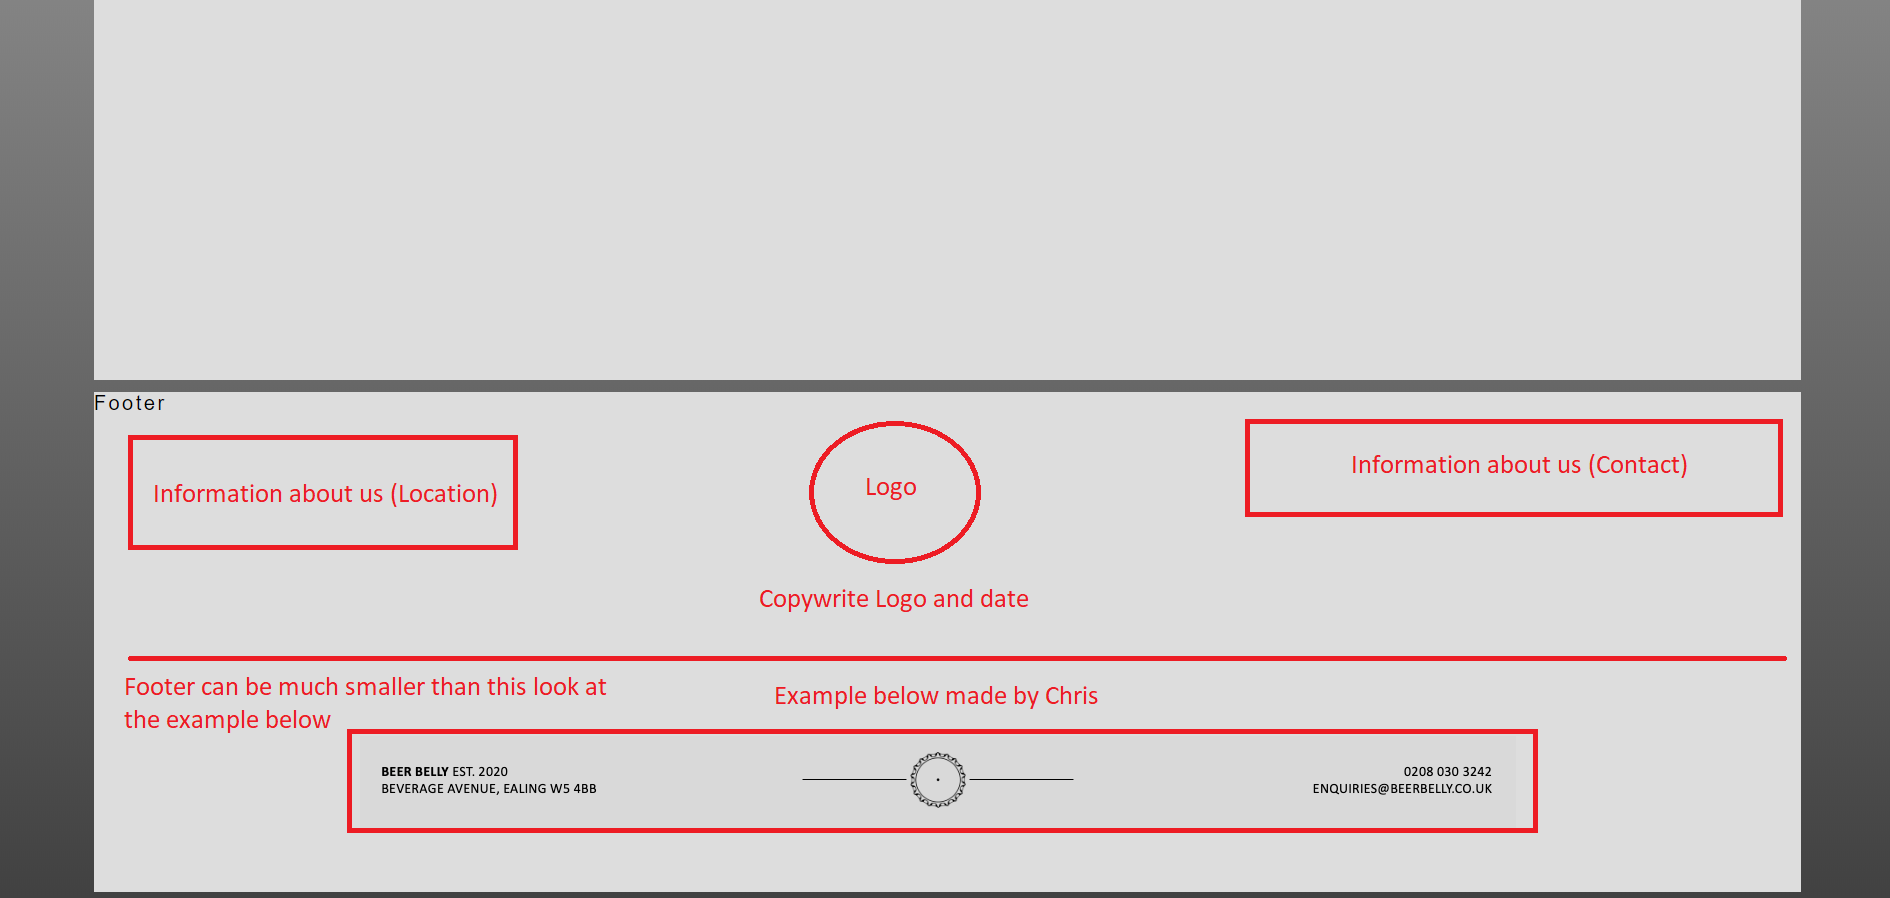 Footer
Information about us (Location)
Logo
Information about us (Contact)
Copywrite Logo and date
Footer can be much smaller than this look at
the example below
Example below made by Chris
BEER BELLY EST. 2020
BEVERAGE AVENUE, EALING W5 4BB
0208 030 3242
ENQUIRIES@BEERBELLY.CO.UK